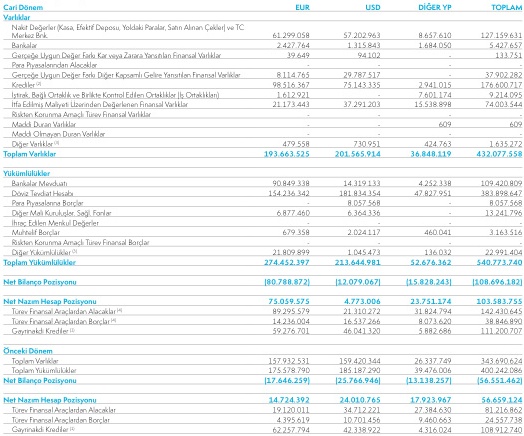 Cari Dönem EUR USD DİĞER YP TOPLAM
Varlıklar
Nakit Değerler (Kasa, Efektif Deposu, Yoldaki Paralar, Satın Alınan Çekler) ve TC
Merkez Bnk. 61.299.058 57.202.963 8.657.610 127.159.631
Bankalar 2.427.764 1.315.843 1.684.050 5.427.657
Gerçeğe Uygun Değer Farkı Kar veya Zarara Yansıtılan Finansal Varlıklar 39.649 94.102 - 133.751
Para Piyasalarından Alacaklar - - - -
Gerçeğe Uygun Değer Farkı Diğer Kapsamlı Gelire Yansıtılan Finansal Varlıklar 8.114.765 29.787.517 - 37.902.282
Krediler (2) 98.516.367 75.143.335 2.941.015 176.600.717
İştirak, Bağlı Ortaklık ve Birlikte Kontrol Edilen Ortaklıklar (İş Ortaklıkları) 1.612.921 - 7.601.174 9.214.095
İtfa Edilmiş Maliyeti Üzerinden Değerlenen Finansal Varlıklar 21.173.443 37.291.203 15.538.898 74.003.544
Riskten Korunma Amaçlı Türev Finansal Varlıklar - - - -
Maddi Duran Varlıklar - - 609 609
Maddi Olmayan Duran Varlıklar - - - -
Diğer Varlıklar (3) 479.558 730.951 424.763 1.635.272
Toplam Varlıklar 193.663.525 201.565.914 36.848.119 432.077.558
Yükümlülükler
Bankalar Mevduatı 90.849.338 14.319.133 4.252.338 109.420.809
Döviz Tevdiat Hesabı 154.236.342 181.834.354 47.827.951 383.898.647
Para Piyasalarına Borçlar - 8.057.568 - 8.057.568
Diğer Mali Kuruluşlar. Sağl. Fonlar 6.877.460 6.364.336 - 13.241.796
İhraç Edilen Menkul Değerler - - - -
Muhtelif Borçlar 679.358 2.024.117 460.041 3.163.516
Riskten Korunma Amaçlı Türev Finansal Borçlar - - - -
Diğer Yükümlülükler 21.809.899 1.045.473 136.032 22.991.404
Toplam Yükümlülükler 274.452.397 213.644.981 52.676.362 540.773.740
Net Bilanço Pozisyonu (80.788.872) (12.079.067) (15.828.243) (108.696.182)
Net Nazım Hesap Pozisyonu 75.059.575 4.773.006 23.751.174 103.583.755
Türev Finansal Araçlardan Alacaklar (4) 89.295.579 21.310.272 31.824.794 142.430.645
Türev Finansal Araçlardan Borçlar (4) 14.236.004 16.537.266 8.073.620 38.846.890
Gayrinakdi Krediler 59.276.701 46.041.320 5.882.686 111.200.707
Önceki Dönem
Toplam Varlıklar 157.932.531 159.420.344 26.337.749 343.690.624
Toplam Yükümlülükler 175.578.790 185.187.290 39.476.006 400.242.086
Net Bilanço Pozisyonu (17.646.259) (25.766.946) (13.138.257) (56.551.462)
Net Nazım Hesap Pozisyonu 14.724.392 24.010.765 17.923.967 56.659.124
Türev Finansal Araçlardan Alacaklar 19.120.011 34.712.221 27.384.630 81.216.862
Türev Finansal Araçlardan Borçlar 4.395.619 10.701.456 9.460.663 24.557.738
Gayrinakdi Krediler 62.257.794 42.338.922 4.316.024 108.912.740